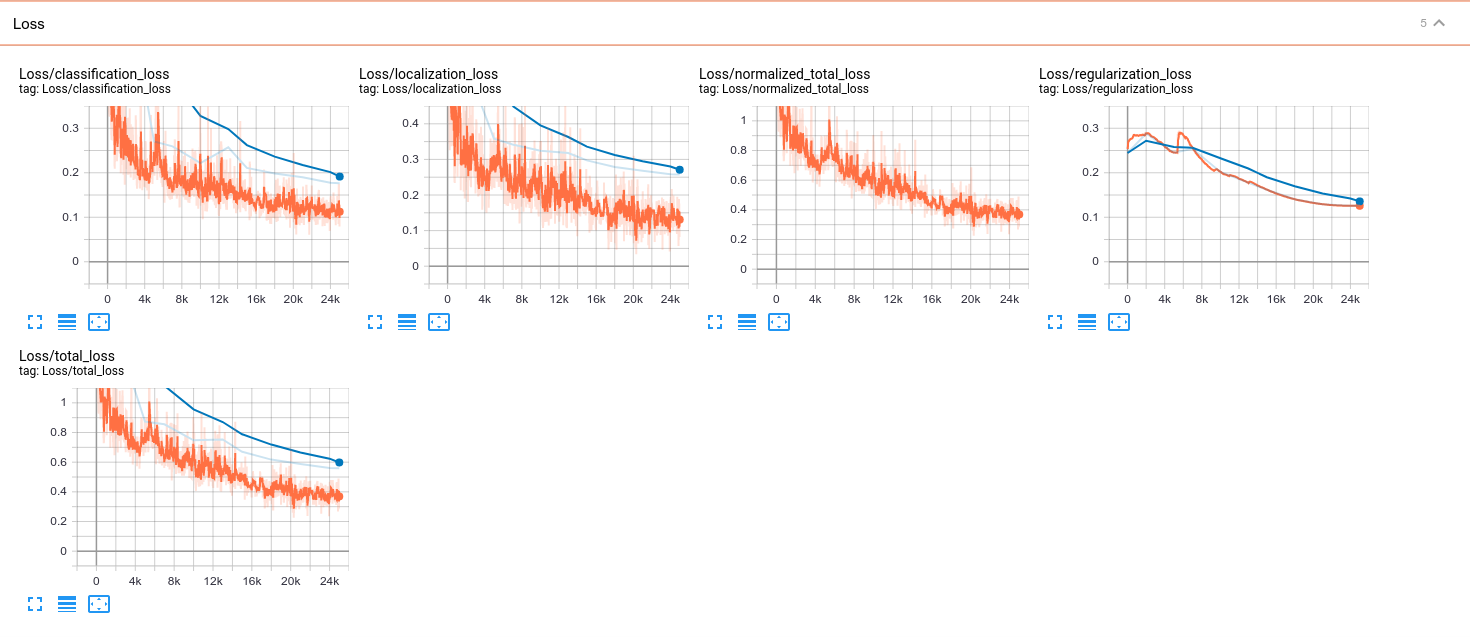 Loss
5
Loss/classification_loss
tag: Loss/classification_loss
0.3
0.2
0.1
0
0 4k 8k 12k 16k 20k 24k
Loss/localization_loss
tag: Loss/localization_loss
0.4
0.3
0.2
0.1
0
0 4k 8k 12k 16k 20k 24k
Loss/normalized_total_loss
tag: Loss/normalized_total_loss
1
0.8
0.6
0.4
0.2
0
0 4k 8k 12k 16k 20k 24k
Loss/regularization_loss
tag: Loss/regularization_loss
0.3
0.2
0.1
0
0 4k 8k 12k 16k 20k 24k
Loss/total_loss
tag: Loss/total_loss
1
0.8
0.6
0.4
0.2
0
0 4k 8k 12k 16k 20k 24k